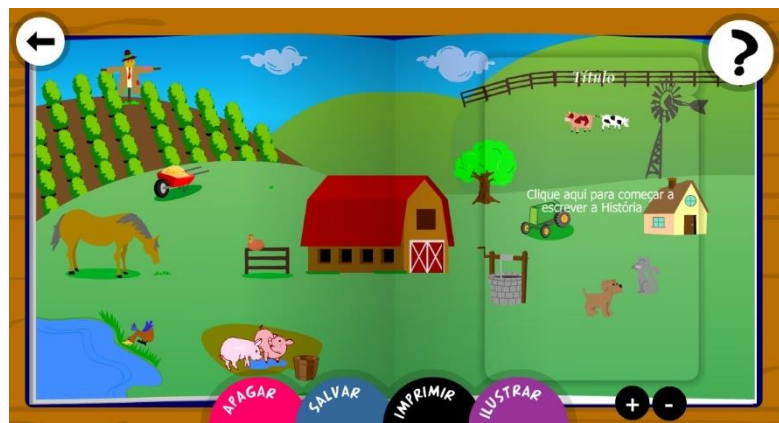 ?
Título
Clique aqui para começar a
escrever a História
APAGAR
SALVAR
IMPRIMIR
ILUSTRAR
+
-